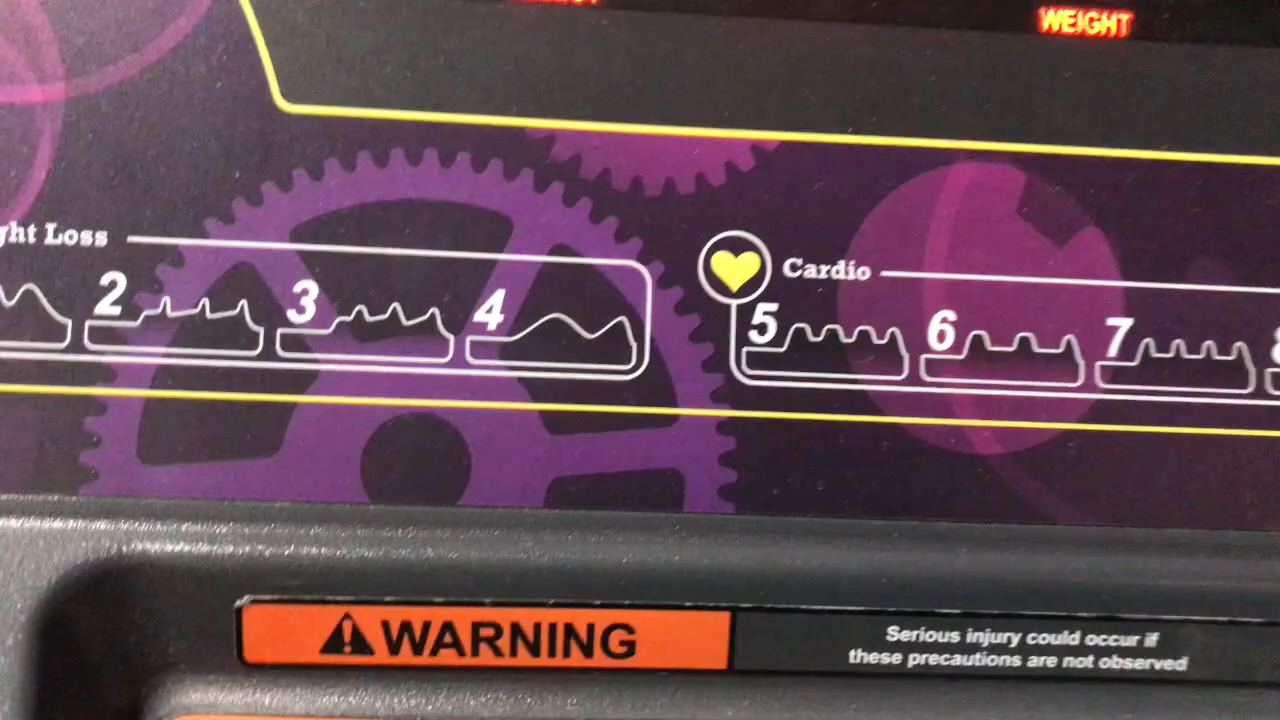 WEIGHT
ght Loss
2
3
4
Cardio
5
6
7
8
WARNING
Serious injury could occur if
these precautions are not observed